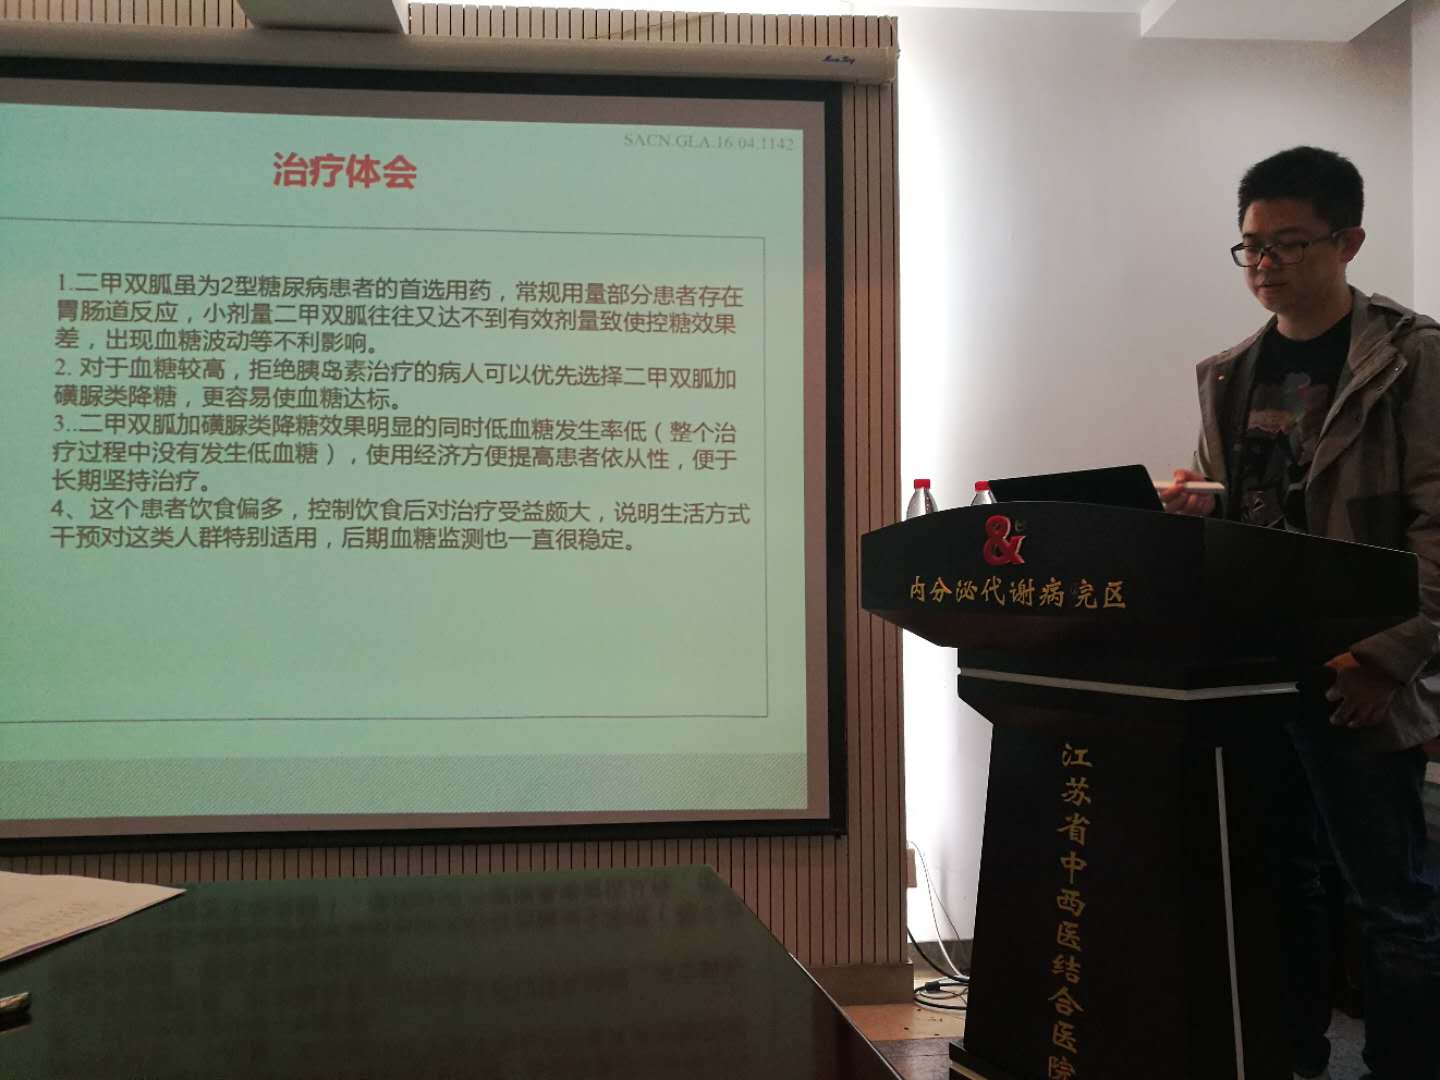 SACN.GLA.16.04.1142
治疗体会
1.二甲双胍虽为2型糖尿病患者的首选用药，常规用量部分患者存在
胃肠道反应，小剂量二甲双胍往往又达不到有效剂量致使控糖效果
差，出现血糖波动等不利影响。
2. 对于血糖较高，拒绝胰岛素治疗的病人可以优先选择二甲双胍加
磺脲类降糖，更容易使血糖达标。
3..二甲双胍加磺脲类降糖效果明显的同时低血糖发生率低（整个治
疗过程中没有发生低血糖），使用经济方便提高患者依从性，便于
长期坚持治疗。
4、这个患者饮食偏多，控制饮食后对治疗受益颇大，说明生活方式
干预对这类人群特别适用，后期血糖监测也一直很稳定。
&
内分泌代谢病院区
江苏省中西医结合医院